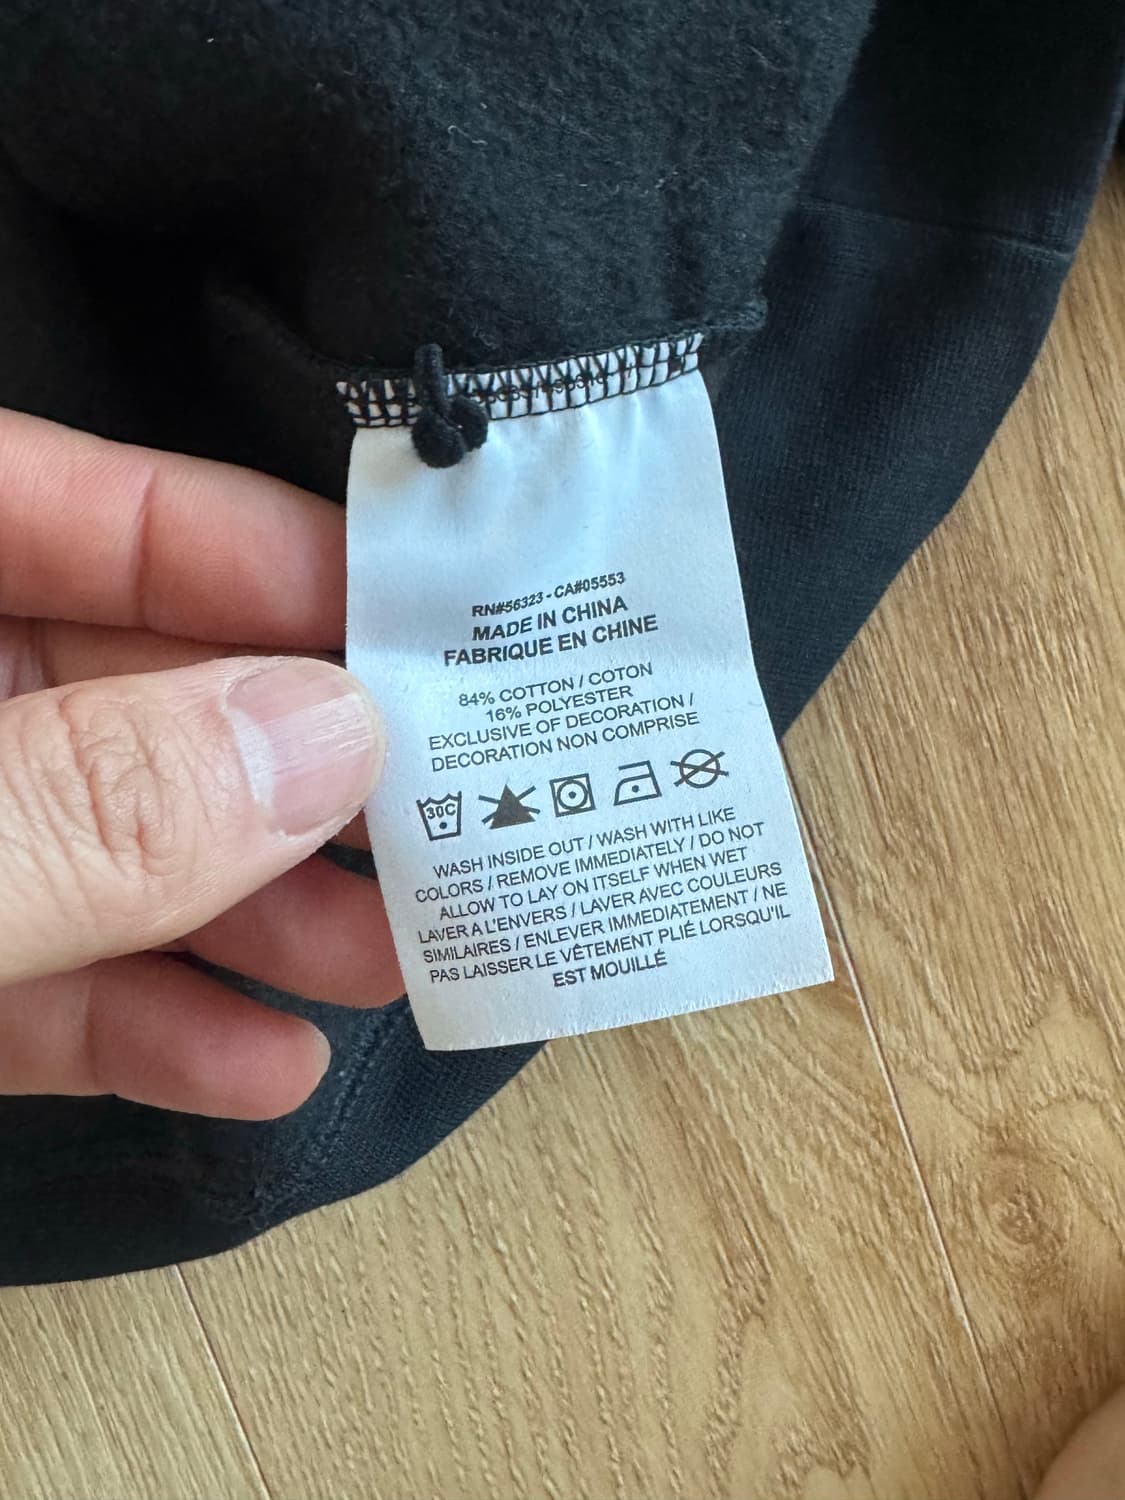 RN#56323 - CA#05553
MADE IN CHINA
FABRIQUE EN CHINE
84% COTTON / COTON
16% POLYESTER
EXCLUSIVE OF DECORATION /
DECORATION NON COMPRISE
30C
WASH INSIDE OUT / WASH WITH LIKE
COLORS / REMOVE IMMEDIATELY / DO NOT
ALLOW TO LAY ON ITSELF WHEN WET
LAVER A L'ENVERS / LAVER AVEC COULEURS
SIMILAIRES / ENLEVER IMMEDIATEMENT / NE
PAS LAISSER LE VÊTEMENT PLIÉ LORSQU'IL
EST MOUILLÉ